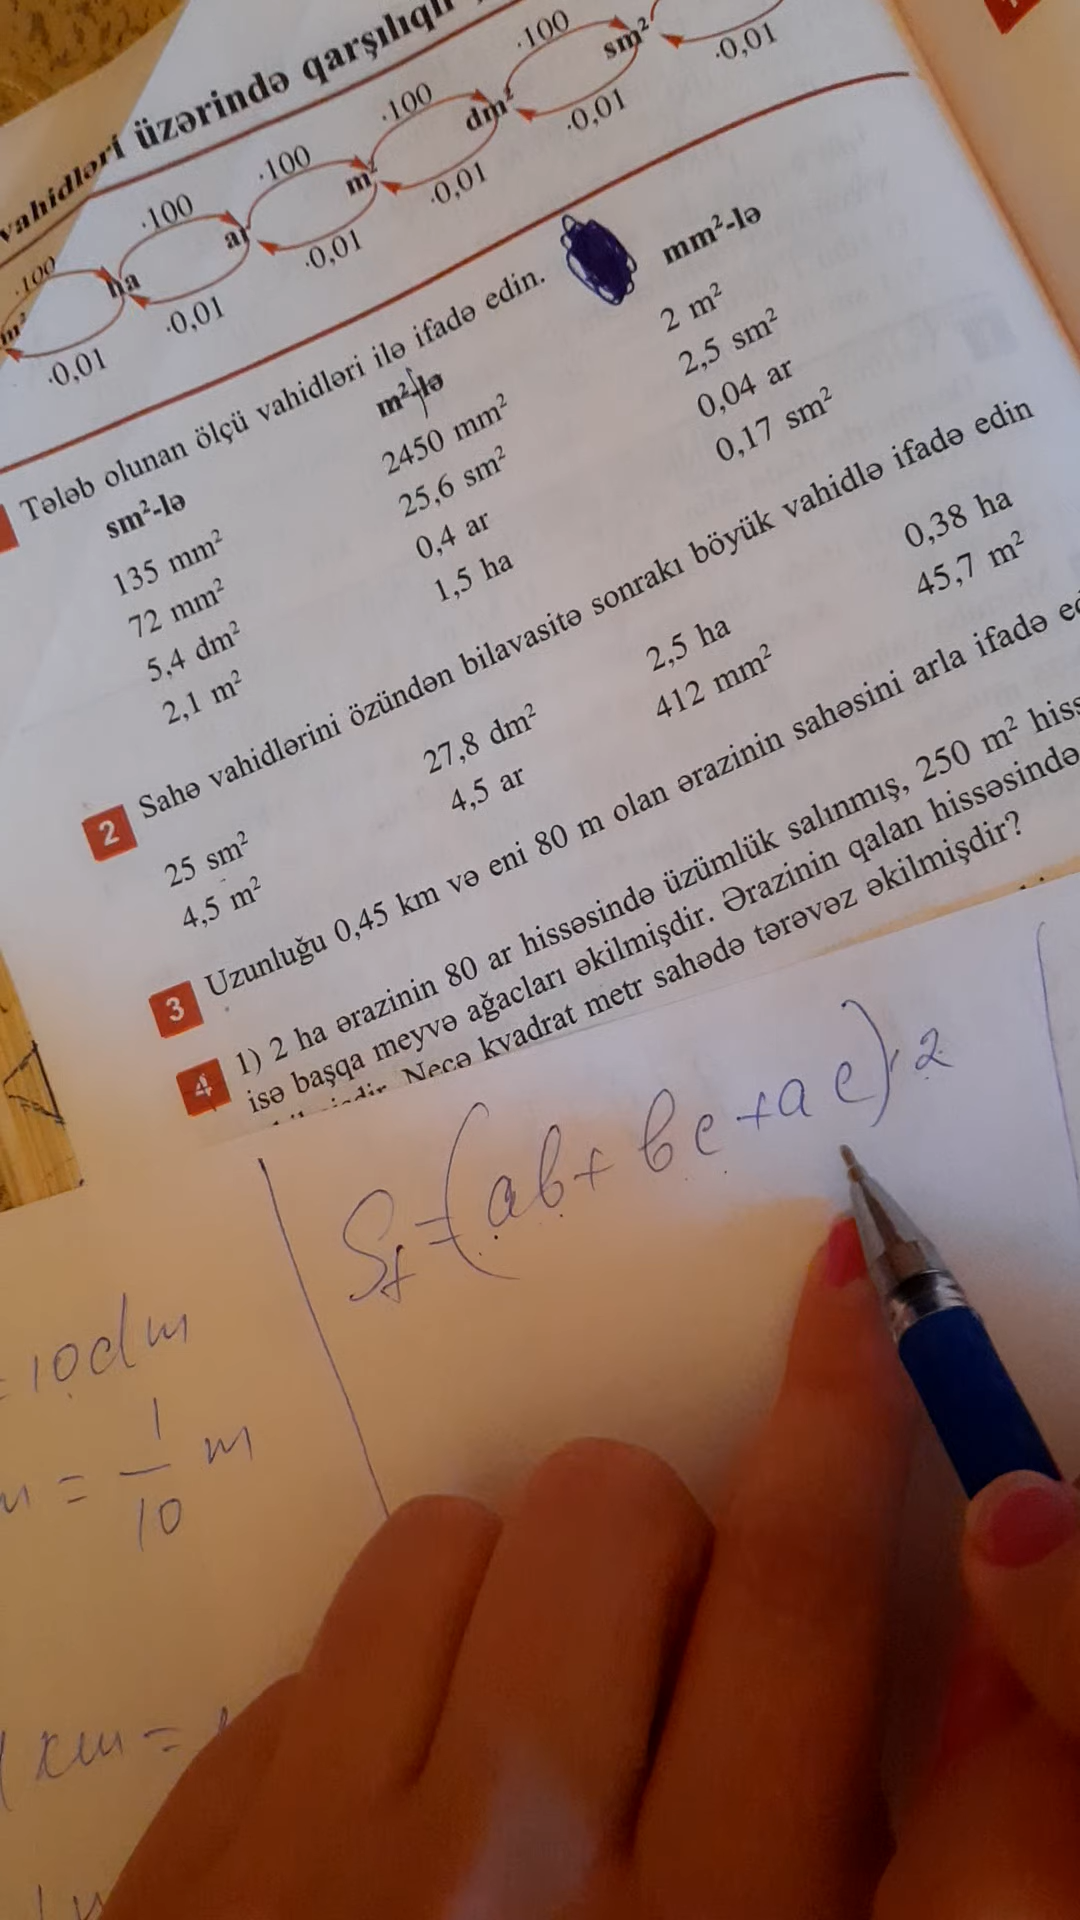 vahidləri üzərində qarşılıqlı
·100 ·100 ·100 ·100 ·100
ha ar m² dm² sm²
·0,01 ·0,01 ·0,01 ·0,01 ·0,01 ·0,01
Tələb olunan ölçü vahidləri ilə ifadə edin.
sm²-lə m²-lə mm²-lə
135 mm² 2450 mm² 2 m²
72 mm² 25,6 sm² 2,5 sm²
5,4 dm² 0,4 ar 0,04 ar
2,1 m² 1,5 ha 0,17 sm²
2 Sahə vahidlərini özündən bilavasitə sonrakı böyük vahidlə ifadə edin
25 sm² 27,8 dm² 2,5 ha 0,38 ha
4,5 m² 4,5 ar 412 mm² 45,7 m²
3 Uzunluğu 0,45 km və eni 80 m olan ərazinin sahəsini arla ifadə
4 1) 2 ha ərazinin 80 ar hissəsində üzümlük salınmış, 250 m²
isə başqa meyvə ağacları əkilmişdir. Ərazinin qalan hissəsində
Necə kvadrat metr sahədə tərəvəz əkilmişdir?
S_t=(ab+bc+ac)·2
= 10dm
= 1/10 m
km =